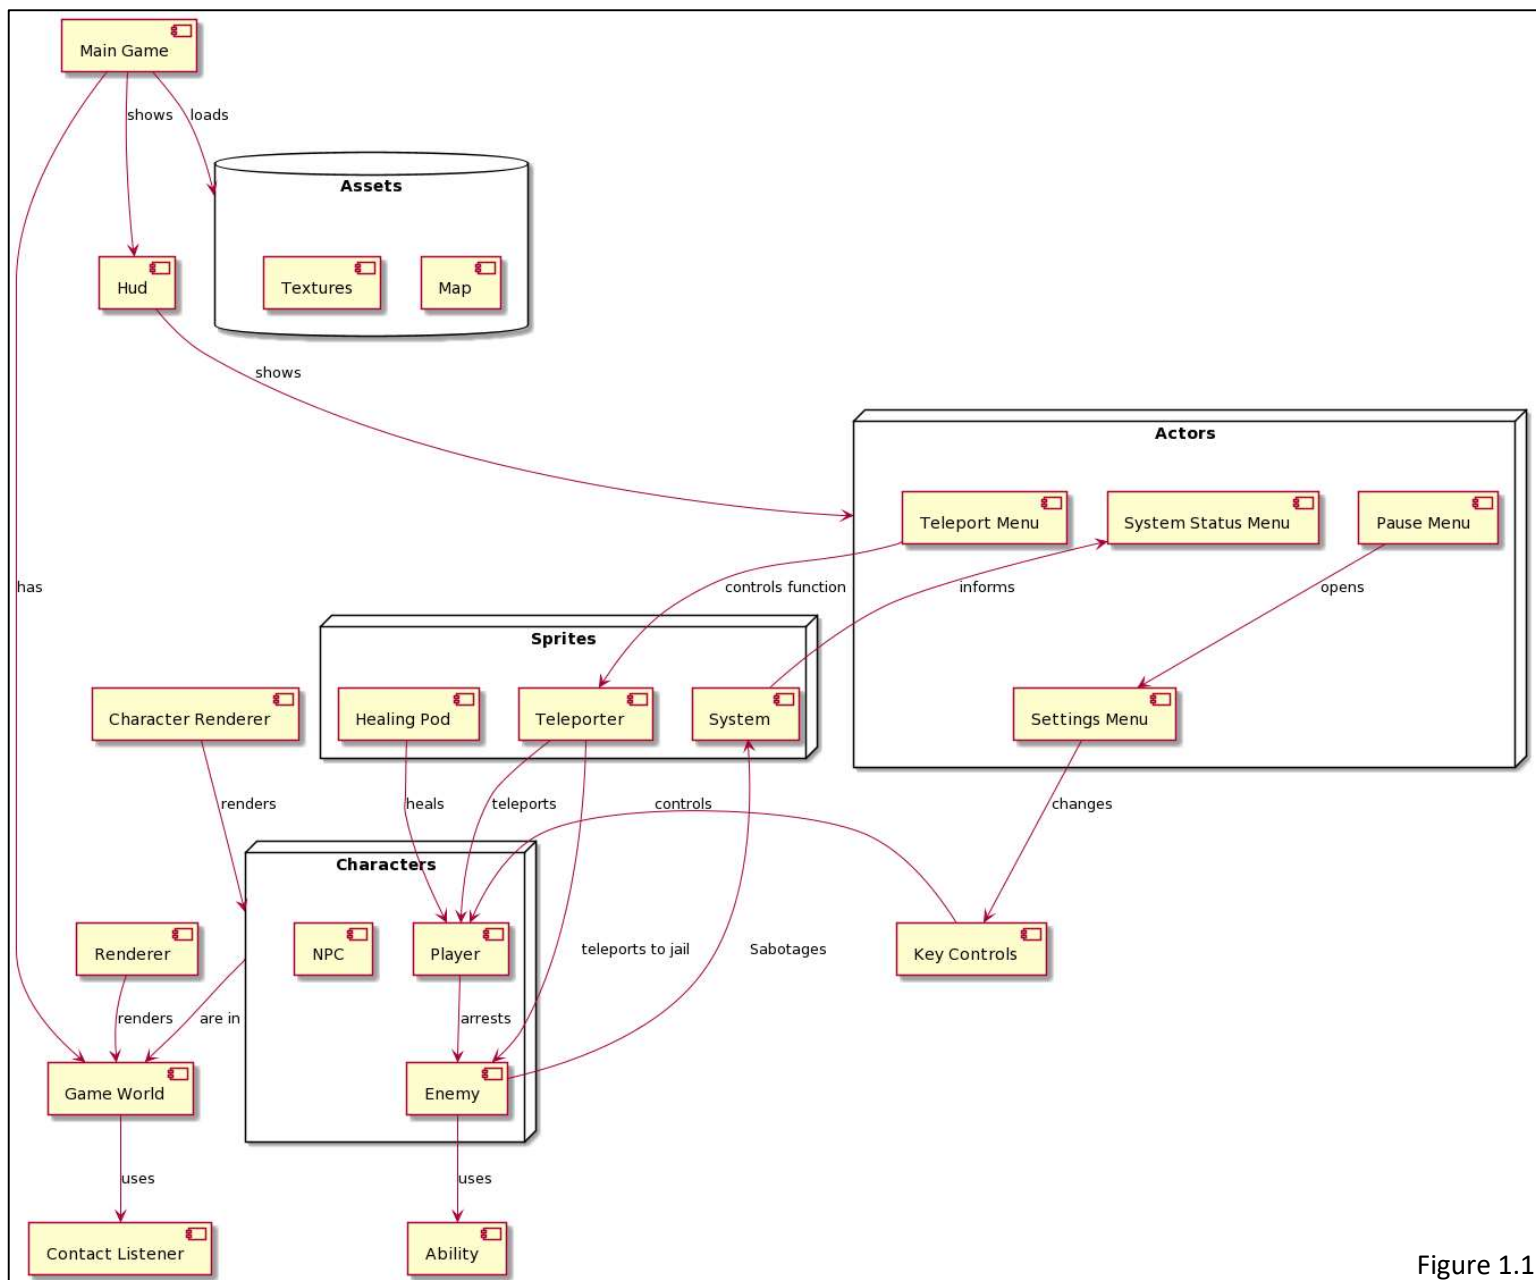 Main Game
shows
loads
Assets
Hud
Textures
Map
shows
Actors
Teleport Menu
System Status Menu
Pause Menu
has
controls function
informs
opens
Sprites
Character Renderer
Healing Pod
Teleporter
System
Settings Menu
renders
heals
teleports
controls
changes
Characters
Renderer
NPC
Player
teleports to jail
Sabotages
Key Controls
renders
are in
arrests
Game World
Enemy
uses
uses
Contact Listener
Ability
Figure 1.1